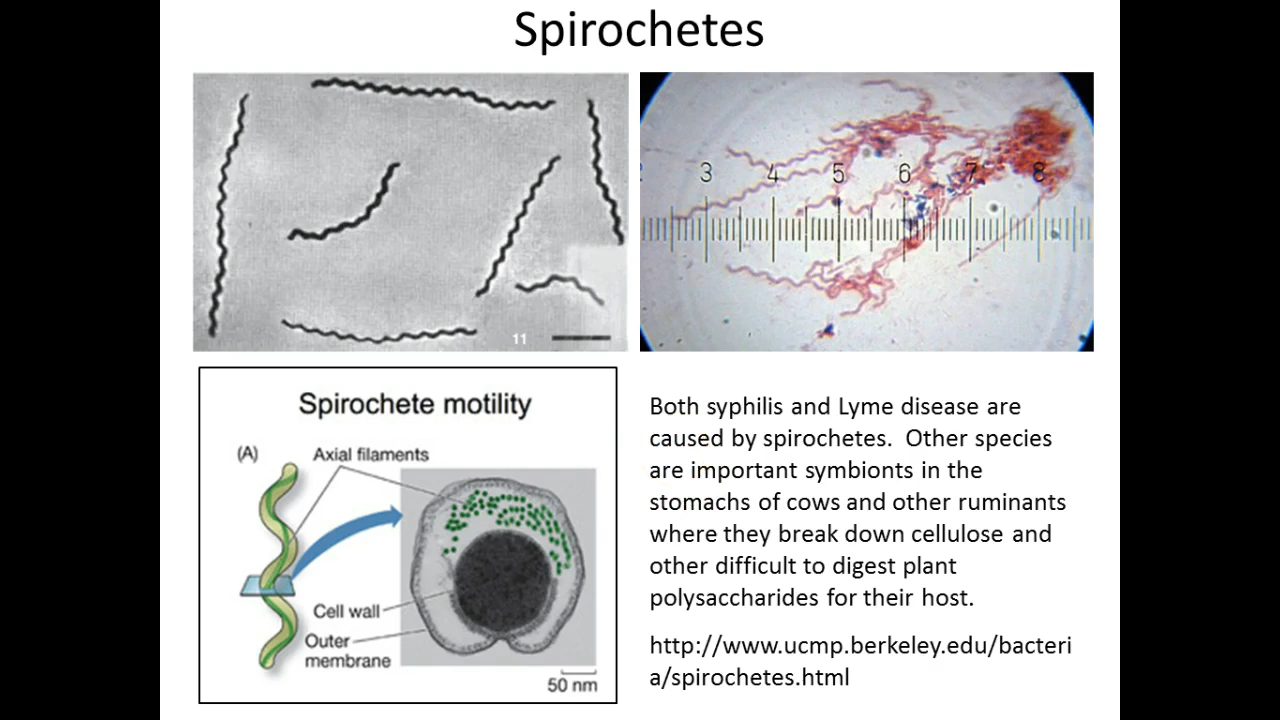 Spirochetes
11
3 4 5 6 7 8
Spirochete motility
(A)
Axial filaments
Cell wall
Outer
membrane
50 nm
Both syphilis and Lyme disease are
caused by spirochetes.  Other species
are important symbionts in the
stomachs of cows and other ruminants
where they break down cellulose and
other difficult to digest plant
polysaccharides for their host.
http://www.ucmp.berkeley.edu/bacteri
a/spirochetes.html